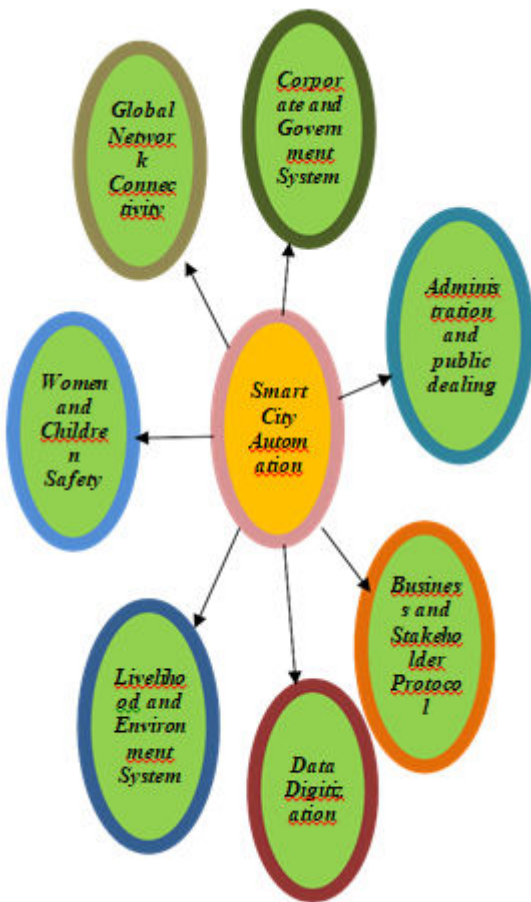 Global
Networ
k
Connec
tivity
Corpor
ate and
Govern
ment
System
Adminis
tration
and
public
dealing
Women
and
Childre
n
Safety
Smart
City
Autom
ation
Busines
s and
Stakeho
lder
Protoco
l
Liveliho
od and
Environ
ment
System
Data
Digitiz
ation